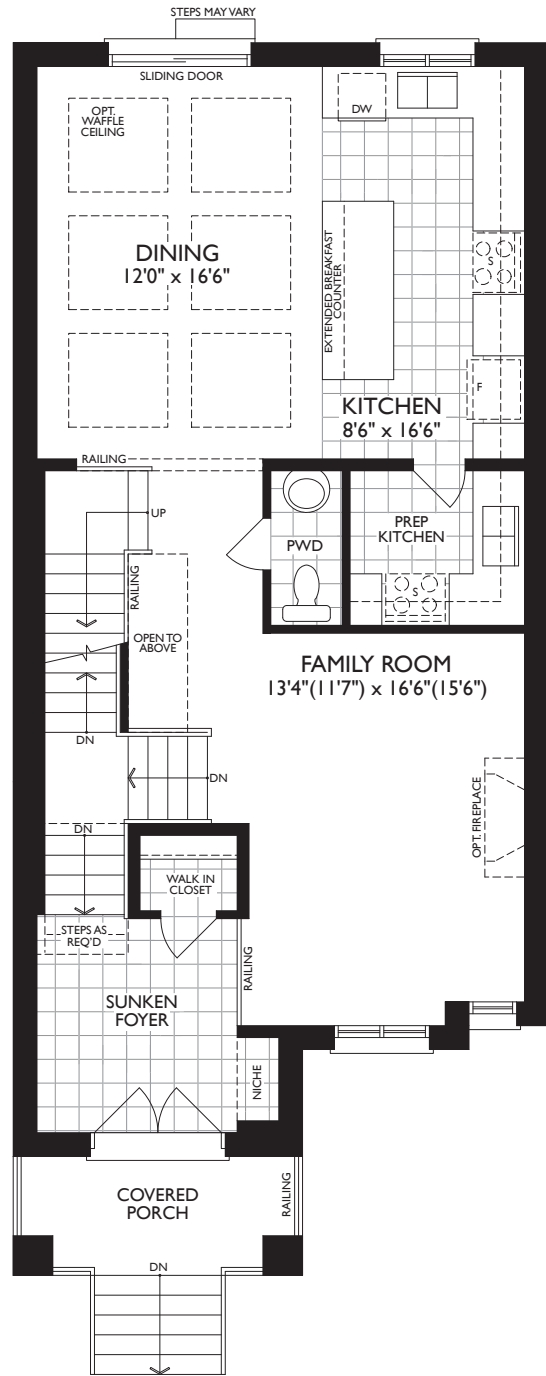 STEPS MAY VARY
SLIDING DOOR
OPT.
WAFFLE
CEILING
DW
DINING
12'0" x 16'6"
EXTENDED BREAKFAST
COUNTER
S
F
KITCHEN
8'6" x 16'6"
RAILING
UP
PWD
PREP
KITCHEN
S
RAILING
OPEN TO
ABOVE
FAMILY ROOM
13'4"(11'7") x 16'6"(15'6")
DN
DN
OPT. FIREPLACE
DN
WALK IN
CLOSET
STEPS AS
REQ'D
RAILING
SUNKEN
FOYER
NICHE
COVERED
PORCH
RAILING
DN